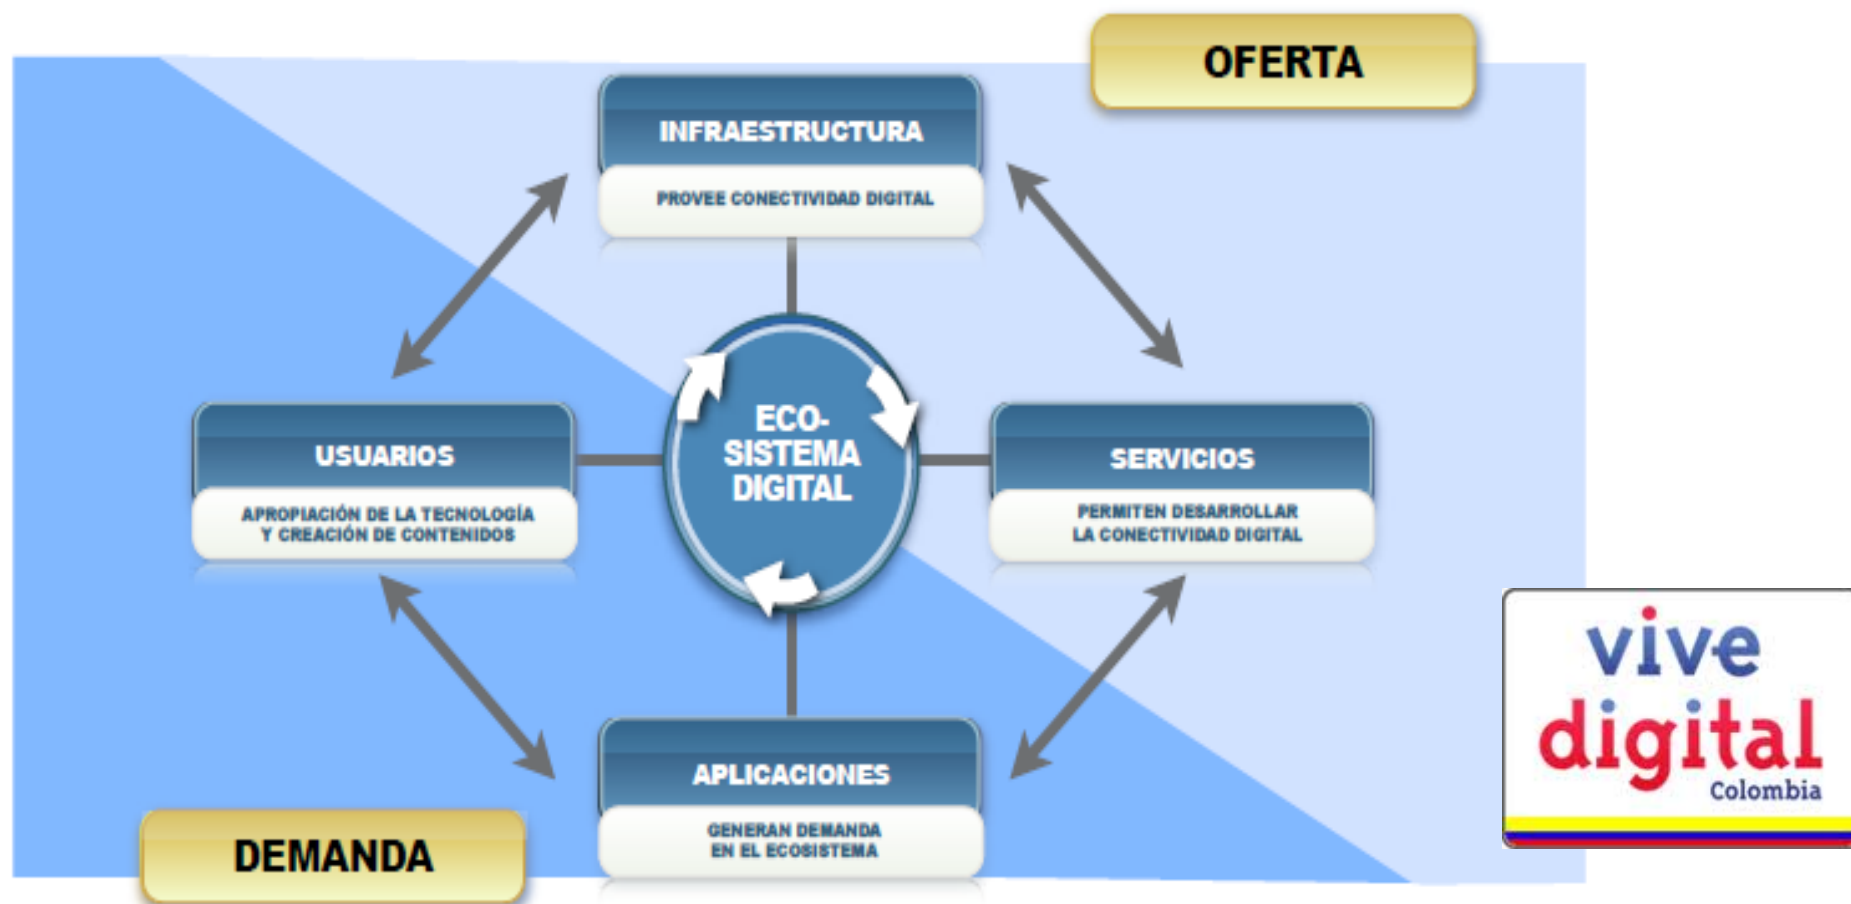 OFERTA
INFRAESTRUCTURA
PROVEE CONECTIVIDAD DIGITAL
USUARIOS
APROPIACIÓN DE LA TECNOLOGÍA
Y CREACIÓN DE CONTENIDOS
ECO-
SISTEMA
DIGITAL
SERVICIOS
PERMITEN DESARROLLAR
LA CONECTIVIDAD DIGITAL
APLICACIONES
GENERAN DEMANDA
EN EL ECOSISTEMA
DEMANDA
vive
digital
Colombia